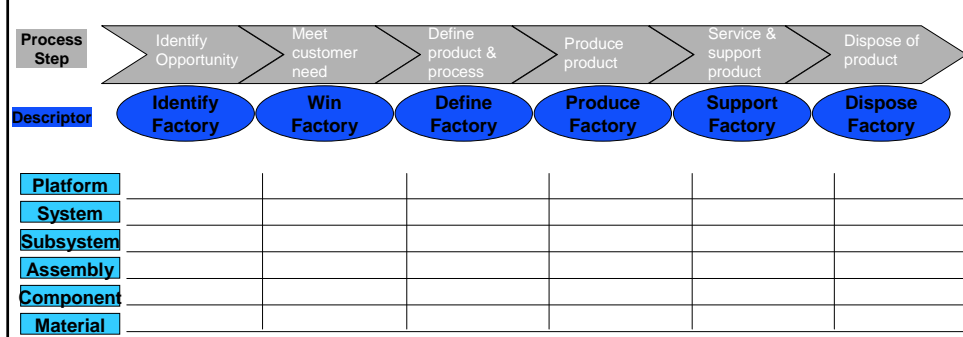 Process
Step
Identify
Opportunity
Meet
customer
need
Define
product &
process
Produce
product
Service &
support
product
Dispose of
product
Descriptor
Identify
Factory
Win
Factory
Define
Factory
Produce
Factory
Support
Factory
Dispose
Factory
Platform
System
Subsystem
Assembly
Component
Material